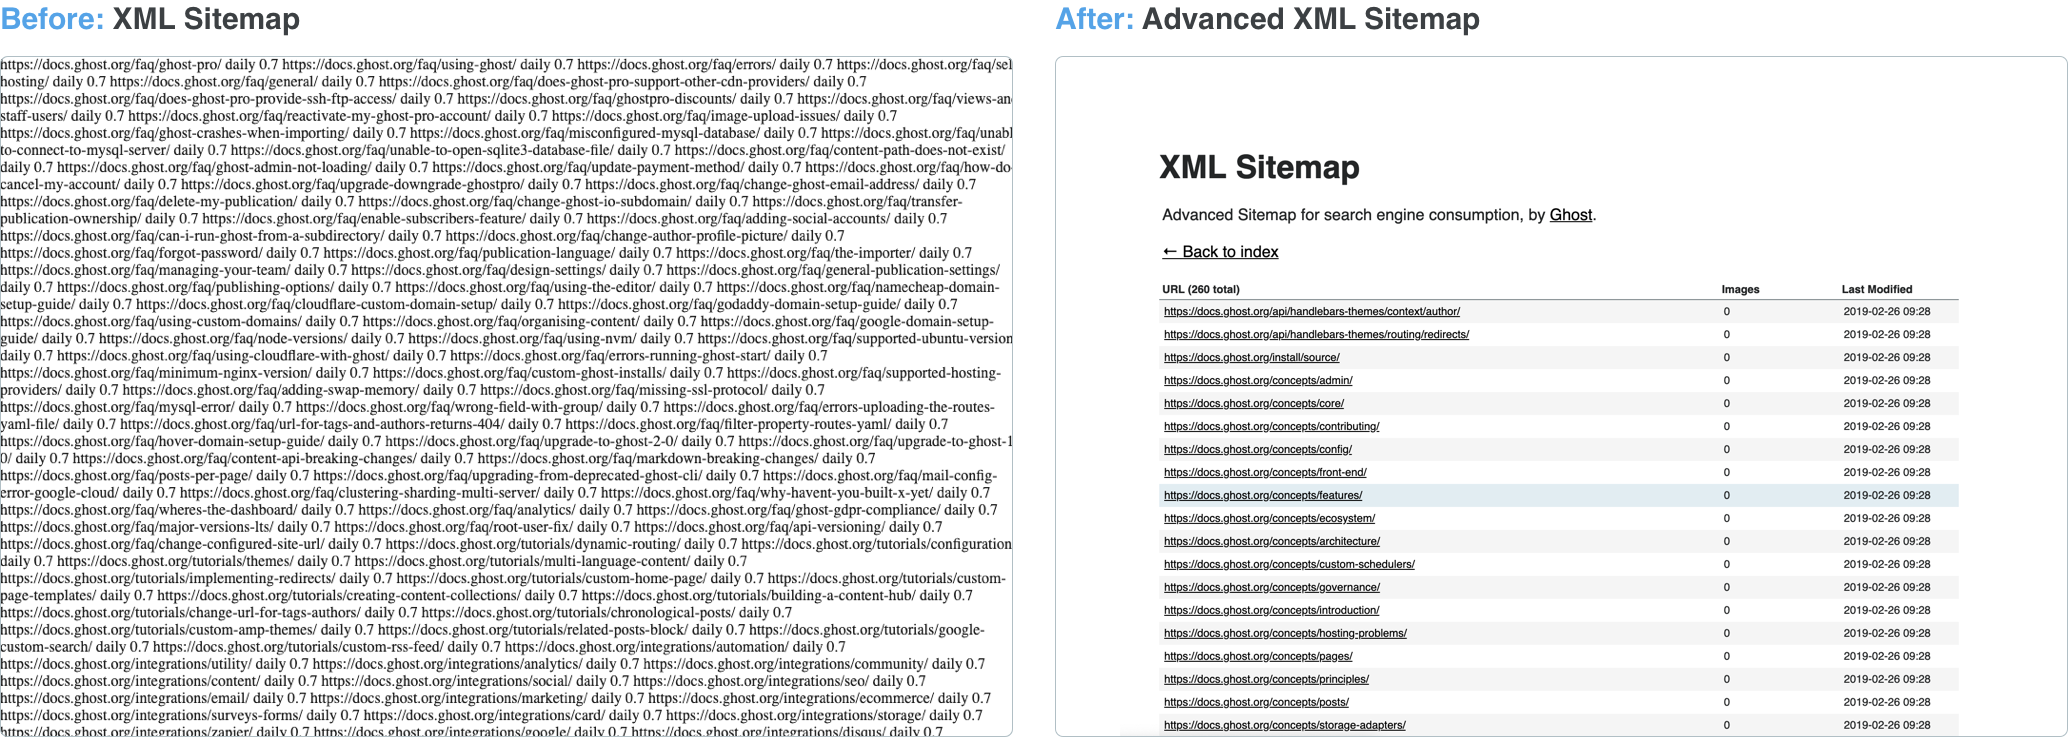 Before: XML Sitemap
https://docs.ghost.org/faq/ghost-pro/ daily 0.7 https://docs.ghost.org/faq/using-ghost/ daily 0.7 https://docs.ghost.org/faq/errors/ daily 0.7 https://docs.ghost.org/faq/sel
hosting/ daily 0.7 https://docs.ghost.org/faq/general/ daily 0.7 https://docs.ghost.org/faq/does-ghost-pro-support-other-cdn-providers/ daily 0.7
https://docs.ghost.org/faq/does-ghost-pro-provide-ssh-ftp-access/ daily 0.7 https://docs.ghost.org/faq/ghostpro-discounts/ daily 0.7 https://docs.ghost.org/faq/views-an
staff-users/ daily 0.7 https://docs.ghost.org/faq/reactivate-my-ghost-pro-account/ daily 0.7 https://docs.ghost.org/faq/image-upload-issues/ daily 0.7
https://docs.ghost.org/faq/ghost-crashes-when-importing/ daily 0.7 https://docs.ghost.org/faq/misconfigured-mysql-database/ daily 0.7 https://docs.ghost.org/faq/unabl
to-connect-to-mysql-server/ daily 0.7 https://docs.ghost.org/faq/unable-to-open-sqlite3-database-file/ daily 0.7 https://docs.ghost.org/faq/content-path-does-not-exist/
daily 0.7 https://docs.ghost.org/faq/ghost-admin-not-loading/ daily 0.7 https://docs.ghost.org/faq/update-payment-method/ daily 0.7 https://docs.ghost.org/faq/how-do
cancel-my-account/ daily 0.7 https://docs.ghost.org/faq/upgrade-downgrade-ghostpro/ daily 0.7 https://docs.ghost.org/faq/change-ghost-email-address/ daily 0.7
https://docs.ghost.org/faq/delete-my-publication/ daily 0.7 https://docs.ghost.org/faq/change-ghost-io-subdomain/ daily 0.7 https://docs.ghost.org/faq/transfer-
publication-ownership/ daily 0.7 https://docs.ghost.org/faq/enable-subscribers-feature/ daily 0.7 https://docs.ghost.org/faq/adding-social-accounts/ daily 0.7
https://docs.ghost.org/faq/can-i-run-ghost-from-a-subdirectory/ daily 0.7 https://docs.ghost.org/faq/change-author-profile-picture/ daily 0.7
https://docs.ghost.org/faq/forgot-password/ daily 0.7 https://docs.ghost.org/faq/publication-language/ daily 0.7 https://docs.ghost.org/faq/the-importer/ daily 0.7
https://docs.ghost.org/faq/managing-your-team/ daily 0.7 https://docs.ghost.org/faq/design-settings/ daily 0.7 https://docs.ghost.org/faq/general-publication-settings/
daily 0.7 https://docs.ghost.org/faq/publishing-options/ daily 0.7 https://docs.ghost.org/faq/using-the-editor/ daily 0.7 https://docs.ghost.org/faq/namecheap-domain-
setup-guide/ daily 0.7 https://docs.ghost.org/faq/cloudflare-custom-domain-setup/ daily 0.7 https://docs.ghost.org/faq/godaddy-domain-setup-guide/ daily 0.7
https://docs.ghost.org/faq/using-custom-domains/ daily 0.7 https://docs.ghost.org/faq/organising-content/ daily 0.7 https://docs.ghost.org/faq/google-domain-setup-
guide/ daily 0.7 https://docs.ghost.org/faq/node-versions/ daily 0.7 https://docs.ghost.org/faq/using-nvm/ daily 0.7 https://docs.ghost.org/faq/supported-ubuntu-version
daily 0.7 https://docs.ghost.org/faq/using-cloudflare-with-ghost/ daily 0.7 https://docs.ghost.org/faq/errors-running-ghost-start/ daily 0.7
https://docs.ghost.org/faq/minimum-nginx-version/ daily 0.7 https://docs.ghost.org/faq/custom-ghost-installs/ daily 0.7 https://docs.ghost.org/faq/supported-hosting-
providers/ daily 0.7 https://docs.ghost.org/faq/adding-swap-memory/ daily 0.7 https://docs.ghost.org/faq/missing-ssl-protocol/ daily 0.7
https://docs.ghost.org/faq/mysql-error/ daily 0.7 https://docs.ghost.org/faq/wrong-field-with-group/ daily 0.7 https://docs.ghost.org/faq/errors-uploading-the-routes-
yaml-file/ daily 0.7 https://docs.ghost.org/faq/url-for-tags-and-authors-returns-404/ daily 0.7 https://docs.ghost.org/faq/filter-property-routes-yaml/ daily 0.7
https://docs.ghost.org/faq/hover-domain-setup-guide/ daily 0.7 https://docs.ghost.org/faq/upgrade-to-ghost-2-0/ daily 0.7 https://docs.ghost.org/faq/upgrade-to-ghost-1
0/ daily 0.7 https://docs.ghost.org/faq/content-api-breaking-changes/ daily 0.7 https://docs.ghost.org/faq/markdown-breaking-changes/ daily 0.7
https://docs.ghost.org/faq/posts-per-page/ daily 0.7 https://docs.ghost.org/faq/upgrading-from-deprecated-ghost-cli/ daily 0.7 https://docs.ghost.org/faq/mail-config-
error-google-cloud/ daily 0.7 https://docs.ghost.org/faq/clustering-sharding-multi-server/ daily 0.7 https://docs.ghost.org/faq/why-havent-you-built-x-yet/ daily 0.7
https://docs.ghost.org/faq/wheres-the-dashboard/ daily 0.7 https://docs.ghost.org/faq/analytics/ daily 0.7 https://docs.ghost.org/faq/ghost-gdpr-compliance/ daily 0.7
https://docs.ghost.org/faq/major-versions-lts/ daily 0.7 https://docs.ghost.org/faq/root-user-fix/ daily 0.7 https://docs.ghost.org/faq/api-versioning/ daily 0.7
https://docs.ghost.org/faq/change-configured-site-url/ daily 0.7 https://docs.ghost.org/tutorials/dynamic-routing/ daily 0.7 https://docs.ghost.org/tutorials/configuration
daily 0.7 https://docs.ghost.org/tutorials/themes/ daily 0.7 https://docs.ghost.org/tutorials/multi-language-content/ daily 0.7
https://docs.ghost.org/tutorials/implementing-redirects/ daily 0.7 https://docs.ghost.org/tutorials/custom-home-page/ daily 0.7 https://docs.ghost.org/tutorials/custom-
page-templates/ daily 0.7 https://docs.ghost.org/tutorials/creating-content-collections/ daily 0.7 https://docs.ghost.org/tutorials/building-a-content-hub/ daily 0.7
https://docs.ghost.org/tutorials/change-url-for-tags-authors/ daily 0.7 https://docs.ghost.org/tutorials/chronological-posts/ daily 0.7
https://docs.ghost.org/tutorials/custom-amp-themes/ daily 0.7 https://docs.ghost.org/tutorials/related-posts-block/ daily 0.7 https://docs.ghost.org/tutorials/google-
custom-search/ daily 0.7 https://docs.ghost.org/tutorials/custom-rss-feed/ daily 0.7 https://docs.ghost.org/integrations/automation/ daily 0.7
https://docs.ghost.org/integrations/utility/ daily 0.7 https://docs.ghost.org/integrations/analytics/ daily 0.7 https://docs.ghost.org/integrations/community/ daily 0.7
https://docs.ghost.org/integrations/content/ daily 0.7 https://docs.ghost.org/integrations/social/ daily 0.7 https://docs.ghost.org/integrations/seo/ daily 0.7
https://docs.ghost.org/integrations/email/ daily 0.7 https://docs.ghost.org/integrations/marketing/ daily 0.7 https://docs.ghost.org/integrations/ecommerce/ daily 0.7
https://docs.ghost.org/integrations/surveys-forms/ daily 0.7 https://docs.ghost.org/integrations/card/ daily 0.7 https://docs.ghost.org/integrations/storage/ daily 0.7
https://docs.ghost.org/integrations/zapier/ daily 0.7 https://docs.ghost.org/integrations/google/ daily 0.7 https://docs.ghost.org/integrations/disqus/ daily 0.7
After: Advanced XML Sitemap
XML Sitemap
Advanced Sitemap for search engine consumption, by Ghost.
← Back to index
URL (260 total) Images Last Modified
https://docs.ghost.org/api/handlebars-themes/context/author/ 0 2019-02-26 09:28
https://docs.ghost.org/api/handlebars-themes/routing/redirects/ 0 2019-02-26 09:28
https://docs.ghost.org/install/source/ 0 2019-02-26 09:28
https://docs.ghost.org/concepts/admin/ 0 2019-02-26 09:28
https://docs.ghost.org/concepts/core/ 0 2019-02-26 09:28
https://docs.ghost.org/concepts/contributing/ 0 2019-02-26 09:28
https://docs.ghost.org/concepts/config/ 0 2019-02-26 09:28
https://docs.ghost.org/concepts/front-end/ 0 2019-02-26 09:28
https://docs.ghost.org/concepts/features/ 0 2019-02-26 09:28
https://docs.ghost.org/concepts/ecosystem/ 0 2019-02-26 09:28
https://docs.ghost.org/concepts/architecture/ 0 2019-02-26 09:28
https://docs.ghost.org/concepts/custom-schedulers/ 0 2019-02-26 09:28
https://docs.ghost.org/concepts/governance/ 0 2019-02-26 09:28
https://docs.ghost.org/concepts/introduction/ 0 2019-02-26 09:28
https://docs.ghost.org/concepts/hosting-problems/ 0 2019-02-26 09:28
https://docs.ghost.org/concepts/pages/ 0 2019-02-26 09:28
https://docs.ghost.org/concepts/principles/ 0 2019-02-26 09:28
https://docs.ghost.org/concepts/posts/ 0 2019-02-26 09:28
https://docs.ghost.org/concepts/storage-adapters/ 0 2019-02-26 09:28